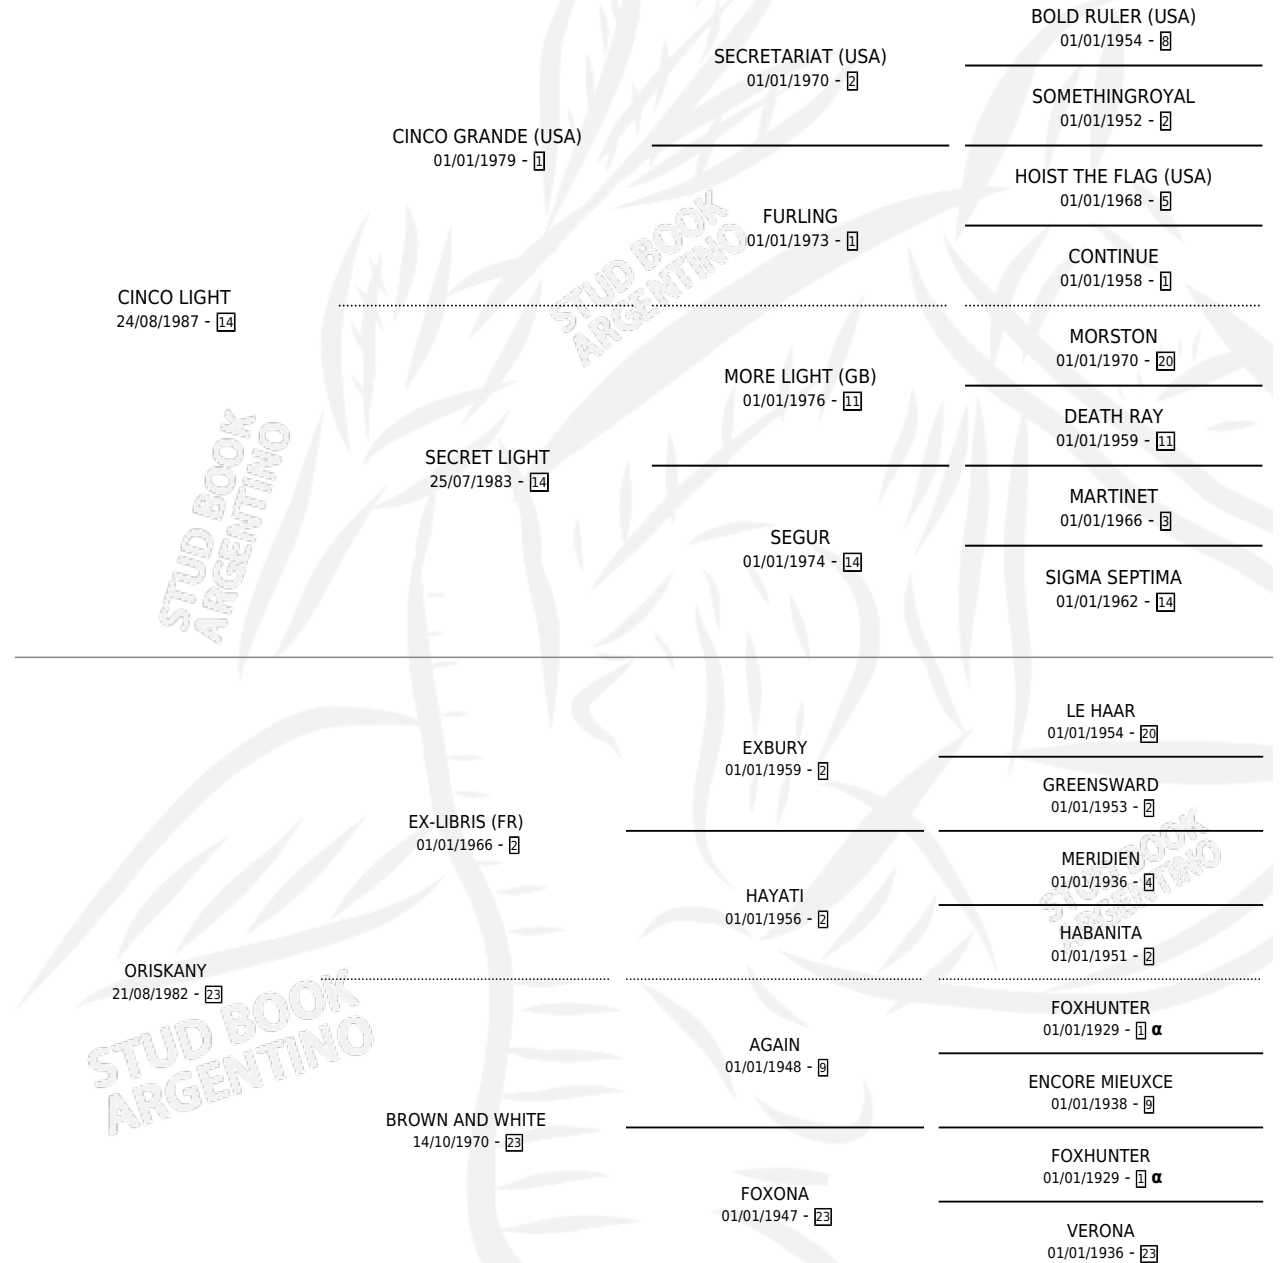 BOLD RULER (USA)
01/01/1954 - 8
SECRETARIAT (USA)
01/01/1970 - 2
SOMETHINGROYAL
01/01/1952 - 2
CINCO GRANDE (USA)
01/01/1979 - 1
HOIST THE FLAG (USA)
01/01/1968 - 5
FURLING
01/01/1973 - 1
CONTINUE
01/01/1958 - 1
CINCO LIGHT
24/08/1987 - 14
MORSTON
01/01/1970 - 20
MORE LIGHT (GB)
01/01/1976 - 11
DEATH RAY
01/01/1959 - 11
SECRET LIGHT
25/07/1983 - 14
MARTINET
01/01/1966 - 3
SEGUR
01/01/1974 - 14
SIGMA SEPTIMA
01/01/1962 - 14
LE HAAR
01/01/1954 - 20
EXBURY
01/01/1959 - 2
GREENSWARD
01/01/1953 - 2
EX-LIBRIS (FR)
01/01/1966 - 2
MERIDIEN
01/01/1936 - 4
HAYATI
01/01/1956 - 2
HABANITA
01/01/1951 - 2
ORISKANY
21/08/1982 - 23
FOXHUNTER
01/01/1929 - 1 α
AGAIN
01/01/1948 - 9
ENCORE MIEUXCE
01/01/1938 - 9
BROWN AND WHITE
14/10/1970 - 23
FOXHUNTER
01/01/1929 - 1 α
FOXONA
01/01/1947 - 23
VERONA
01/01/1936 - 23
STUD BOOK
ARGENTINO
STUD BOOK
ARGENTINO
STUD BOOK
ARGENTINO
STUD BOOK
ARGENTINO